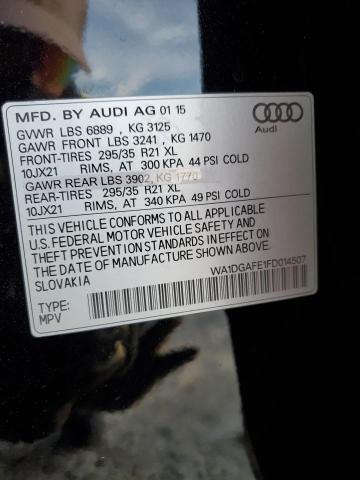 MFD. BY AUDI AG 01 15
GVWR LBS 6889 , KG 3125
GAWR FRONT LBS 3241 , KG 1470
FRONT-TIRES 295/35 R21 XL
10JX21 RIMS, AT 300 KPA 44 PSI COLD
GAWR REAR LBS 3902, KG 1770
REAR-TIRES 295/35 R21 XL
10JX21 RIMS, AT 340 KPA 49 PSI COLD
THIS VEHICLE CONFORMS TO ALL APPLICABLE
U.S. FEDERAL MOTOR VEHICLE SAFETY AND
THEFT PREVENTION STANDARDS IN EFFECT ON
THE DATE OF MANUFACTURE SHOWN ABOVE.
SLOVAKIA
WA1DGAFE1FD014507
TYPE:
MPV
Audi